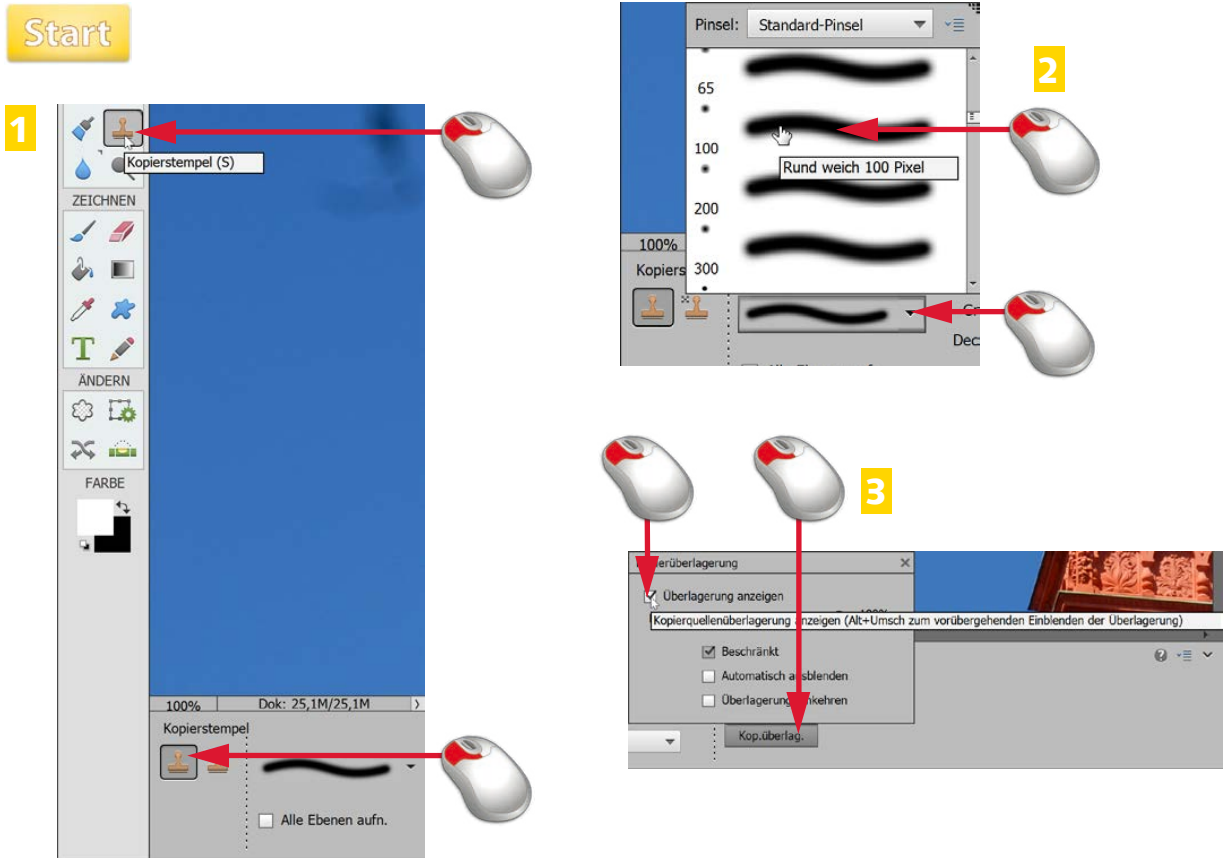 Start
1
Kopierstempel (S)
ZEICHNEN
T
ÄNDERN
FARBE
100%
Dok: 25,1M/25,1M
Kopierstempel
Alle Ebenen aufn.
Pinsel: Standard-Pinsel
2
65
100
Rund weich 100 Pixel
200
100%
Kopiers
300
3
Überlagerung anzeigen
Kopierquellenüberlagerung anzeigen (Alt+Umsch zum vorübergehenden Einblenden der Überlagerung)
Beschränkt
Automatisch ausblenden
Überlagerung umkehren
Kop.überlag.